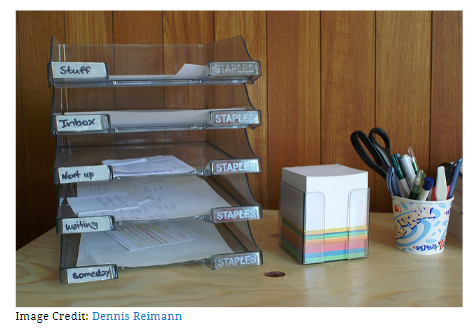 Stuff STAPLES
Inbox STAPLES
Next up STAPLES
Waiting STAPLES
Someday STAPLES
Image Credit: Dennis Reimann